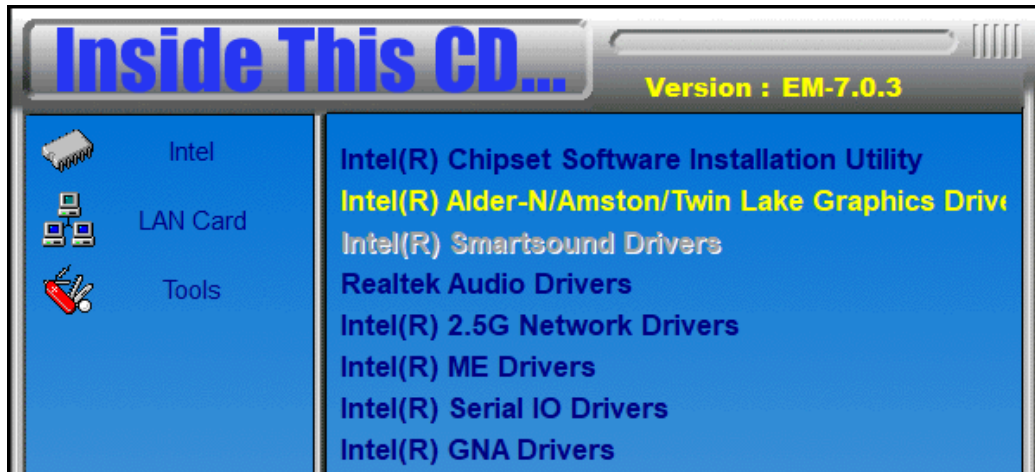 Inside This CD...
Version : EM-7.0.3
Intel
LAN Card
Tools
Intel(R) Chipset Software Installation Utility
Intel(R) Alder-N/Amston/Twin Lake Graphics Drive
Intel(R) Smartsound Drivers
Realtek Audio Drivers
Intel(R) 2.5G Network Drivers
Intel(R) ME Drivers
Intel(R) Serial IO Drivers
Intel(R) GNA Drivers